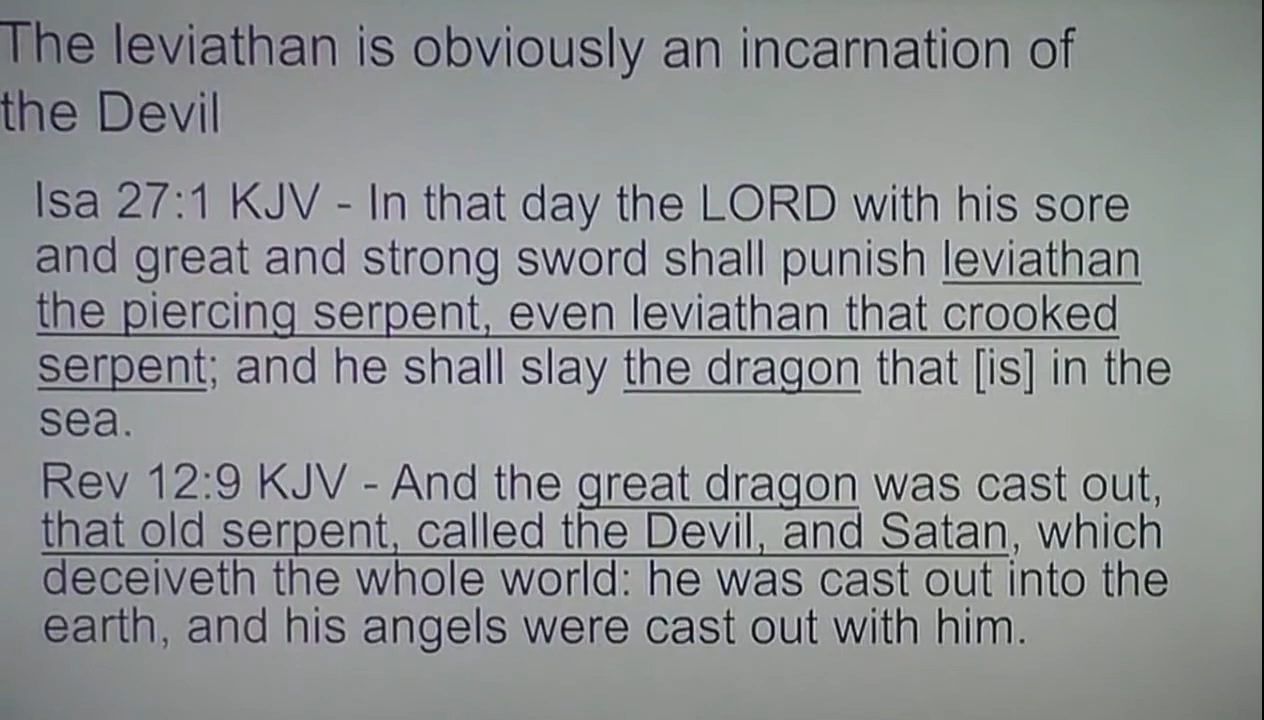 The leviathan is obviously an incarnation of
the Devil
Isa 27:1 KJV - In that day the LORD with his sore
and great and strong sword shall punish leviathan
the piercing serpent, even leviathan that crooked
serpent; and he shall slay the dragon that [is] in the
sea.
Rev 12:9 KJV - And the great dragon was cast out,
that old serpent, called the Devil, and Satan, which
deceiveth the whole world: he was cast out into the
earth, and his angels were cast out with him.